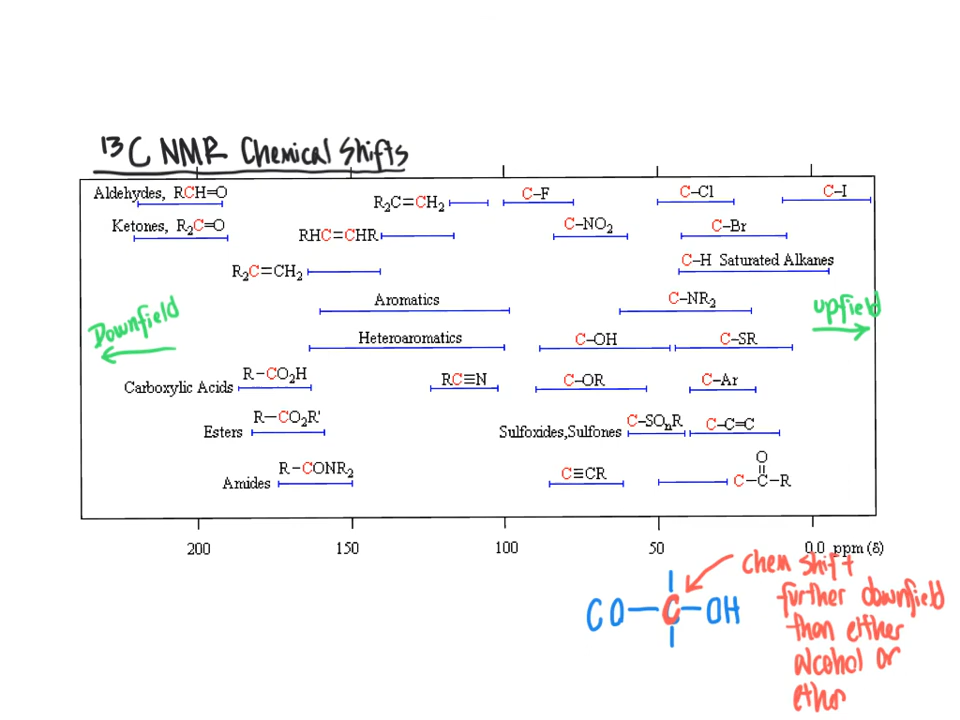 13C NMR Chemical Shifts
Aldehydes, RCH=O
R2C=CH2
C–F
C–Cl
C–I
Ketones, R2C=O
RHC=CHR
C–NO2
C–Br
R2C=CH2
C–H Saturated Alkanes
Aromatics
C–NR2
upfield
Downfield
Heteroaromatics
C–OH
C–SR
Carboxylic Acids
R–CO2H
RC≡N
C–OR
C–Ar
Esters
R–CO2R'
Sulfoxides,Sulfones
C–SOnR
C–C=C
Amides
R–CONR2
C≡CR
O
C–C–R
200
150
100
50
0.0 ppm (δ)
CO–C–OH
chem shift
further downfield
than either
alcohol or
ether